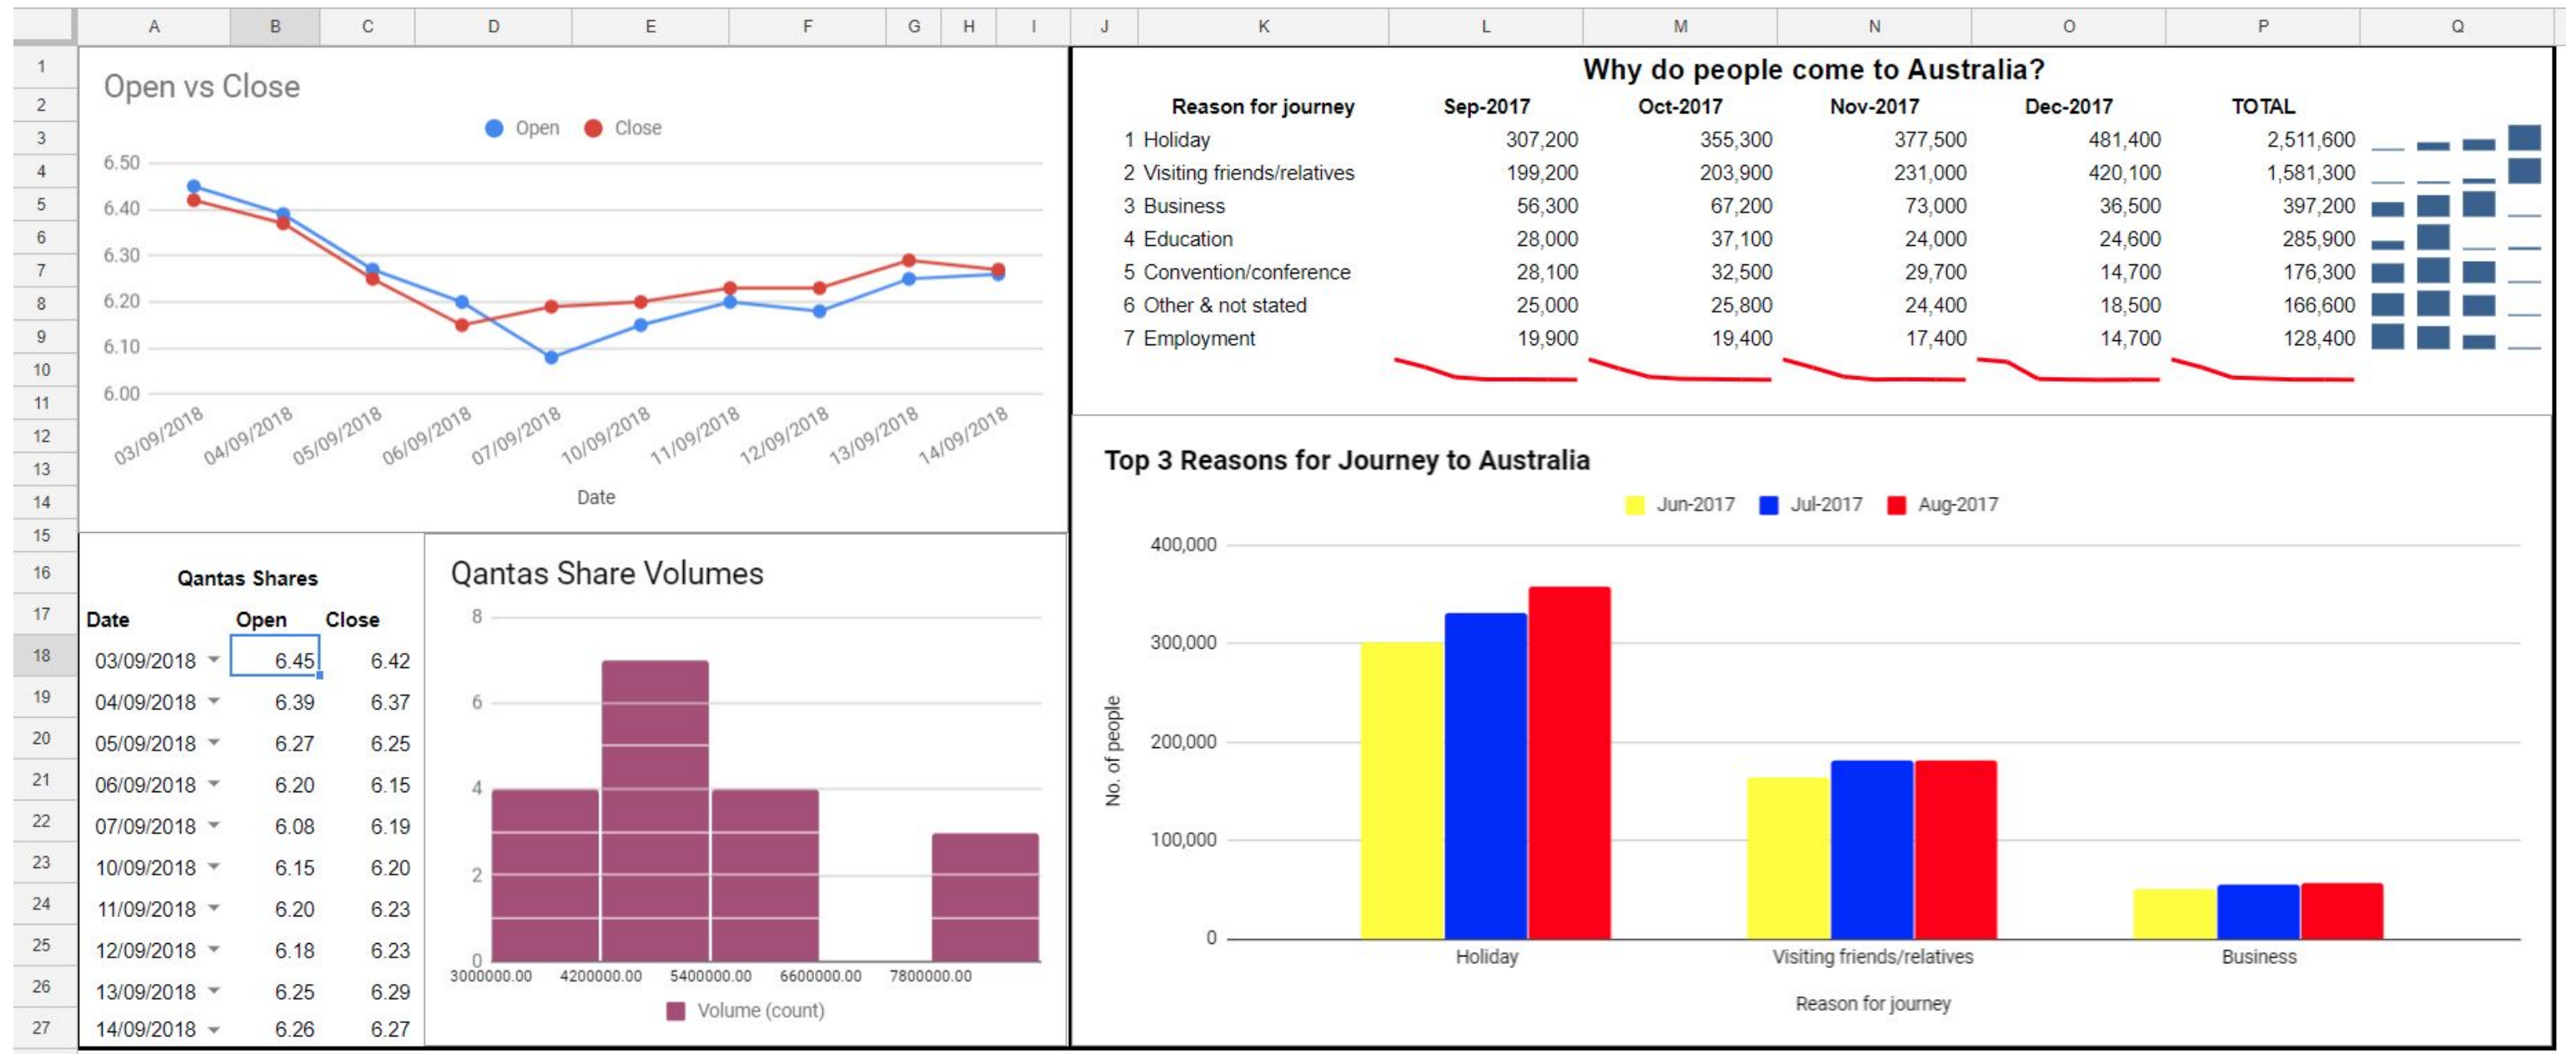 A B C D E F G H I J K L M N O P Q
1
2
3
4
5
6
7
8
9
10
11
12
13
14
15
16
17
18
19
20
21
22
23
24
25
26
27
Open vs Close
Open Close
6.50
6.40
6.30
6.20
6.10
6.00
03/09/2018 04/09/2018 05/09/2018 06/09/2018 07/09/2018 10/09/2018 11/09/2018 12/09/2018 13/09/2018 14/09/2018
Date
Qantas Shares
Date Open Close
03/09/2018 6.45 6.42
04/09/2018 6.39 6.37
05/09/2018 6.27 6.25
06/09/2018 6.20 6.15
07/09/2018 6.08 6.19
10/09/2018 6.15 6.20
11/09/2018 6.20 6.23
12/09/2018 6.18 6.23
13/09/2018 6.25 6.29
14/09/2018 6.26 6.27
Qantas Share Volumes
8
6
4
2
0
3000000.00 4200000.00 5400000.00 6600000.00 7800000.00
Volume (count)
Why do people come to Australia?
Reason for journey Sep-2017 Oct-2017 Nov-2017 Dec-2017 TOTAL
1 Holiday 307,200 355,300 377,500 481,400 2,511,600
2 Visiting friends/relatives 199,200 203,900 231,000 420,100 1,581,300
3 Business 56,300 67,200 73,000 36,500 397,200
4 Education 28,000 37,100 24,000 24,600 285,900
5 Convention/conference 28,100 32,500 29,700 14,700 176,300
6 Other & not stated 25,000 25,800 24,400 18,500 166,600
7 Employment 19,900 19,400 17,400 14,700 128,400
Top 3 Reasons for Journey to Australia
Jun-2017 Jul-2017 Aug-2017
No. of people
400,000
300,000
200,000
100,000
0
Holiday Visiting friends/relatives Business
Reason for journey